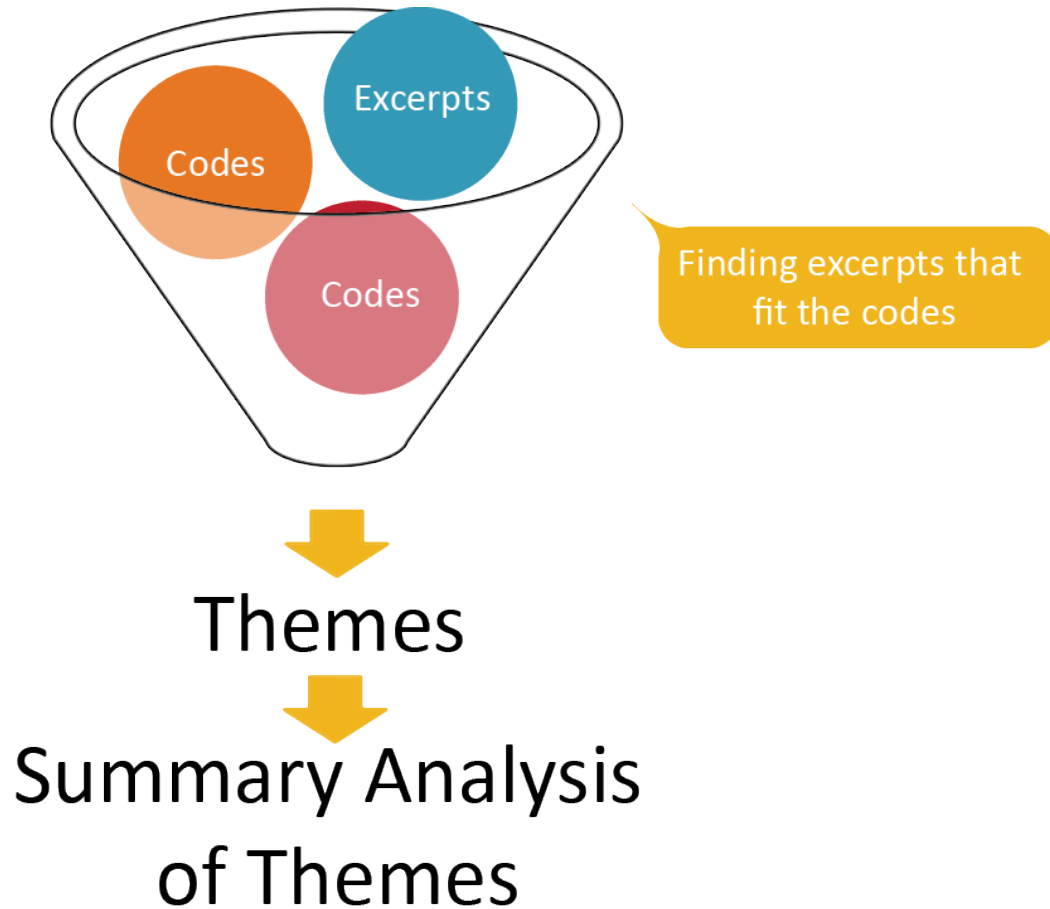 Excerpts
Codes
Codes
Finding excerpts that
fit the codes
Themes
Summary Analysis
of Themes